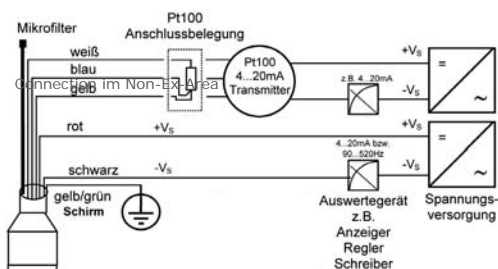 Pt100
Anschlussbelegung
Mikrofilter
weiß
blau
gelb
Connection im Non-Ex-Area
Pt100
4...20mA
Transmitter
z.B. 4...20mA
+Vs
-Vs
=
~
rot
+Vs
+Vs
4...20mA bzw.
90...520Hz
schwarz
-Vs
-Vs
=
~
gelb/grün
Schirm
Auswertegerät
z.B.
Anzeiger
Regler
Schreiber
Spannungs-
versorgung